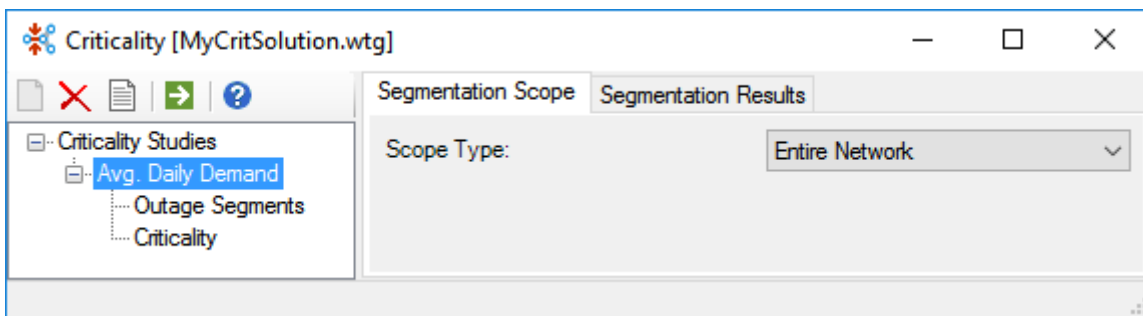 Criticality [MyCritSolution.wtg]
Segmentation Scope
Segmentation Results
Criticality Studies
Scope Type:
Entire Network
Avg. Daily Demand
Outage Segments
Criticality